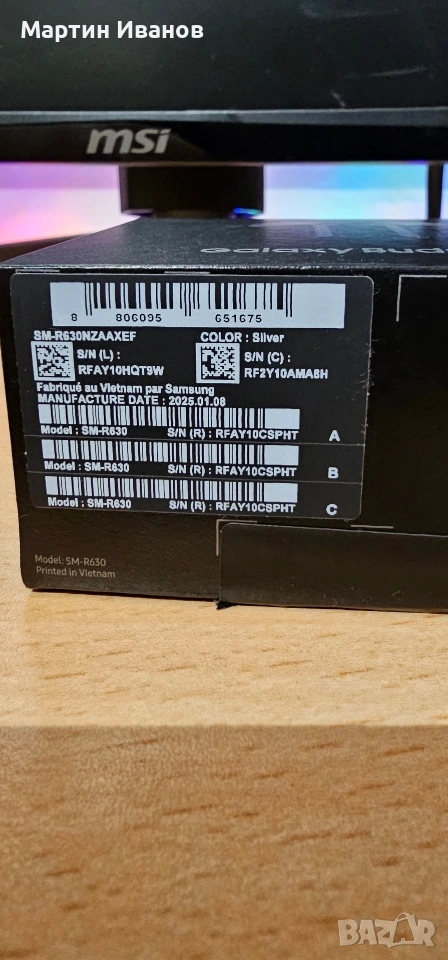 Мартин Иванов
msi
Galaxy Bud
8 806095 651675
SM-R630NZAAXEF COLOR : Silver
S/N (L) : S/N (C) :
RFAY10HQT9W RF2Y10AMA8H
Fabriqué au Vietnam par Samsung
MANUFACTURE DATE : 2025.01.08
Model : SM-R630 S/N (R) : RFAY10CSPHT A
Model : SM-R630 S/N (R) : RFAY10CSPHT B
Model : SM-R630 S/N (R) : RFAY10CSPHT C
Model: SM-R630
Printed in Vietnam
BAZAR